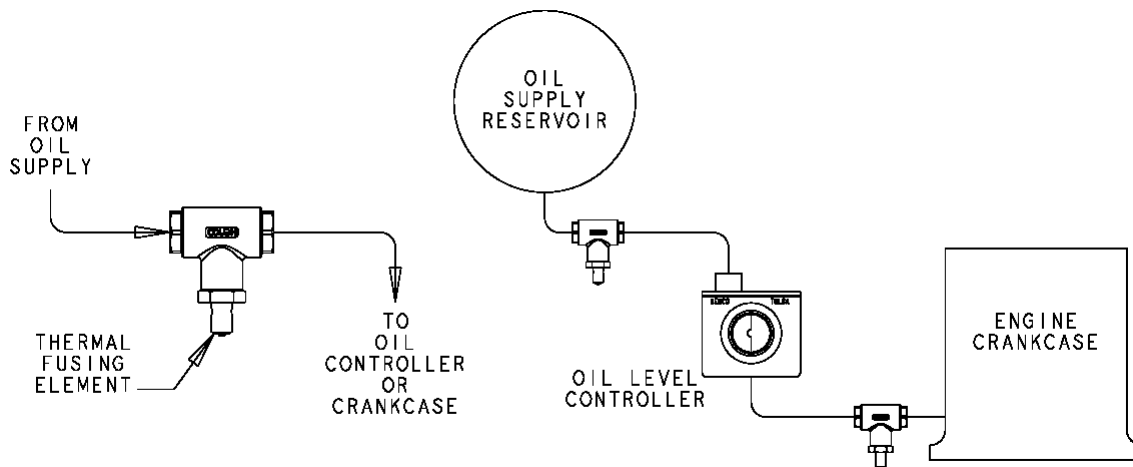 FROM
OIL
SUPPLY
THERMAL
FUSING
ELEMENT
TO
OIL
CONTROLLER
OR
CRANKCASE
OIL
SUPPLY
RESERVOIR
OIL LEVEL
CONTROLLER
ENGINE
CRANKCASE